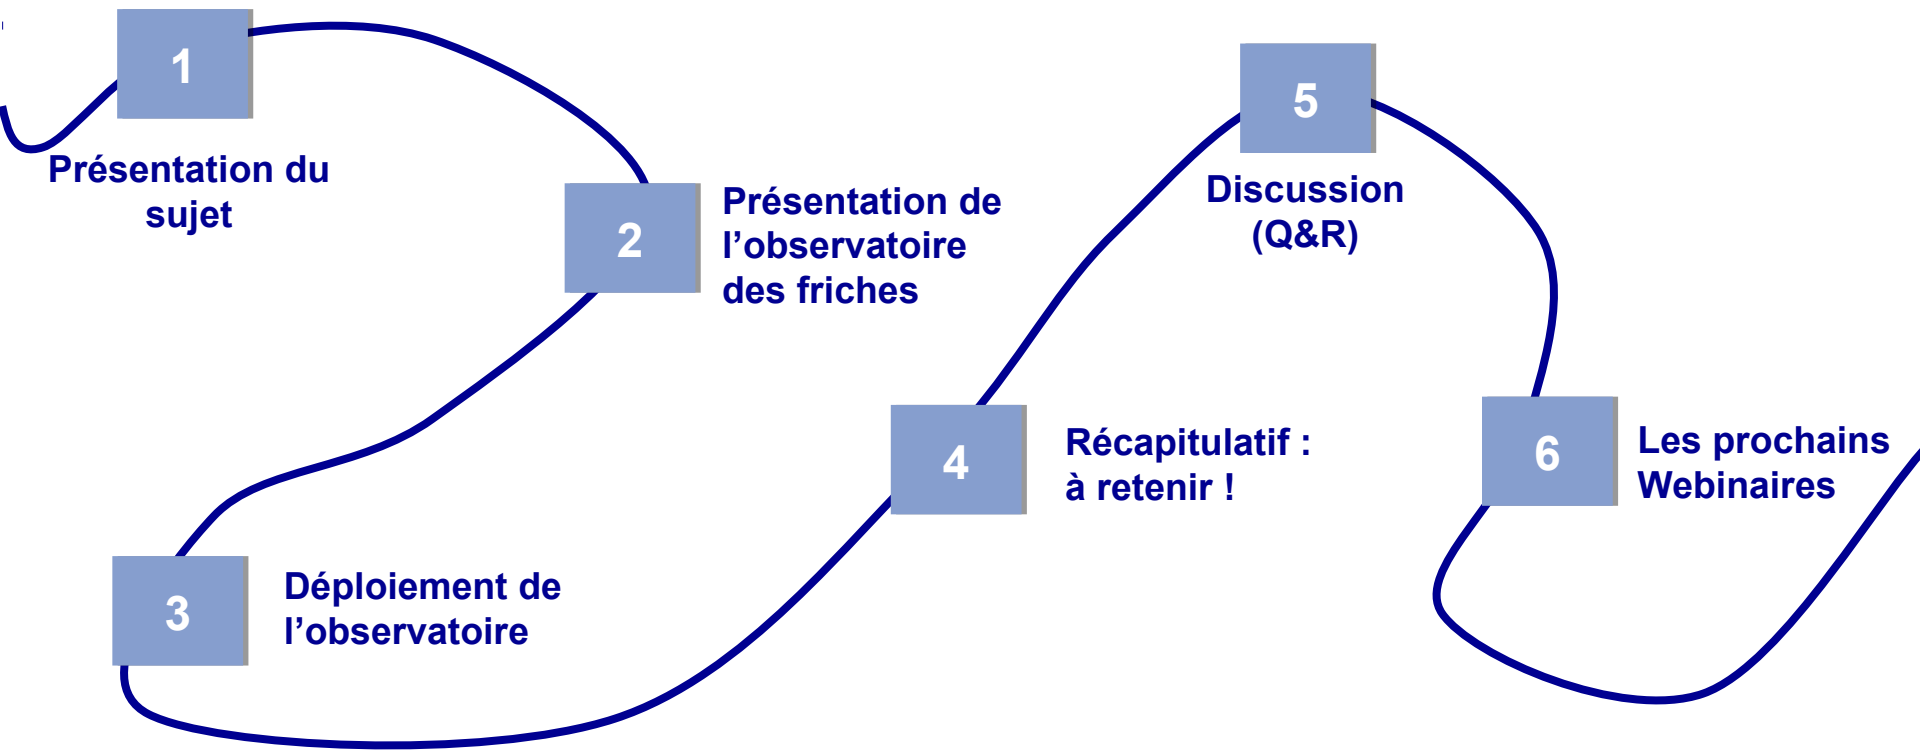 1
Présentation du
sujet
2
Présentation de
l’observatoire
des friches
3
Déploiement de
l’observatoire
4
Récapitulatif :
à retenir !
5
Discussion
(Q&R)
6
Les prochains
Webinaires